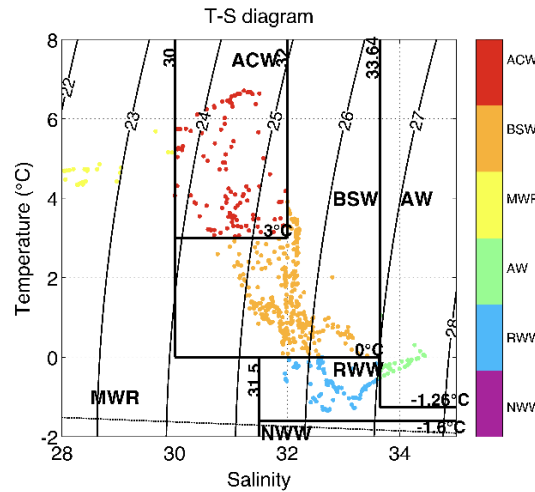 T-S diagram
8
6
4
2
0
-2
Temperature (°C)
28
30
32
34
Salinity
22
23
24
25
26
27
28
30
32
33.64
31.5
ACW
BSW
AW
3°C
0°C
RWW
MWR
-1.26°C
-1.6°C
NWW
ACW
BSW
MWR
AW
RWW
NWW